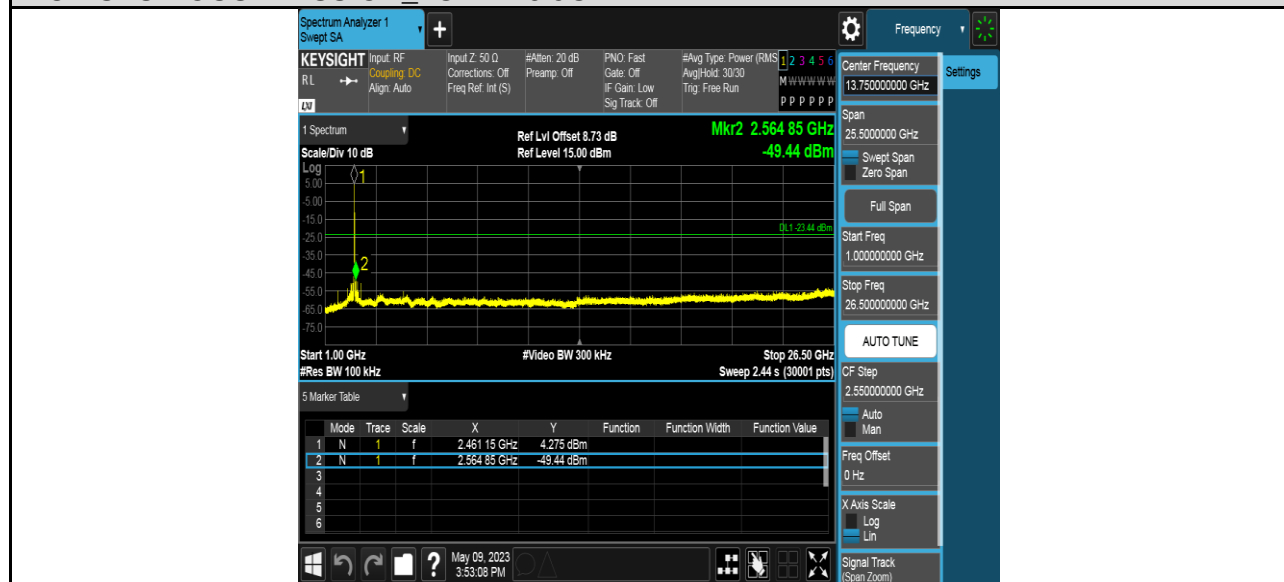 Spectrum Analyzer 1
Swept SA
Frequency
KEYSIGHT Input: RF Input Z: 50 Ω #Atten: 20 dB PNO: Fast #Avg Type: Power (RMS 1 2 3 4 5 6
RL Coupling: DC Corrections: Off Preamp: Off Gate: Off Avg|Hold: 30/30 M W W W W W
Align: Auto Freq Ref: Int (S) IF Gain: Low Trig: Free Run
LXI Sig Track: Off P P P P P P
1 Spectrum
Ref Lvl Offset 8.73 dB
Mkr2 2.564 85 GHz
Scale/Div 10 dB
Ref Level 15.00 dBm
-49.44 dBm
Log
1
5.00
-5.00
-15.0
DL1 -23.44 dBm
-25.0
-35.0
2
-45.0
-55.0
-65.0
-75.0
Start 1.00 GHz #Video BW 300 kHz Stop 26.50 GHz
#Res BW 100 kHz Sweep 2.44 s (30001 pts)
5 Marker Table
Mode Trace Scale X Y Function Function Width Function Value
1 N 1 f 2.461 15 GHz 4.275 dBm
2 N 1 f 2.564 85 GHz -49.44 dBm
3
4
5
6
May 09, 2023
3:53:08 PM
Center Frequency
13.750000000 GHz
Settings
Span
25.5000000 GHz
Swept Span
Zero Span
Full Span
Start Freq
1.000000000 GHz
Stop Freq
26.500000000 GHz
AUTO TUNE
CF Step
2.550000000 GHz
Auto
Man
Freq Offset
0 Hz
X Axis Scale
Log
Lin
Signal Track
(Span Zoom)